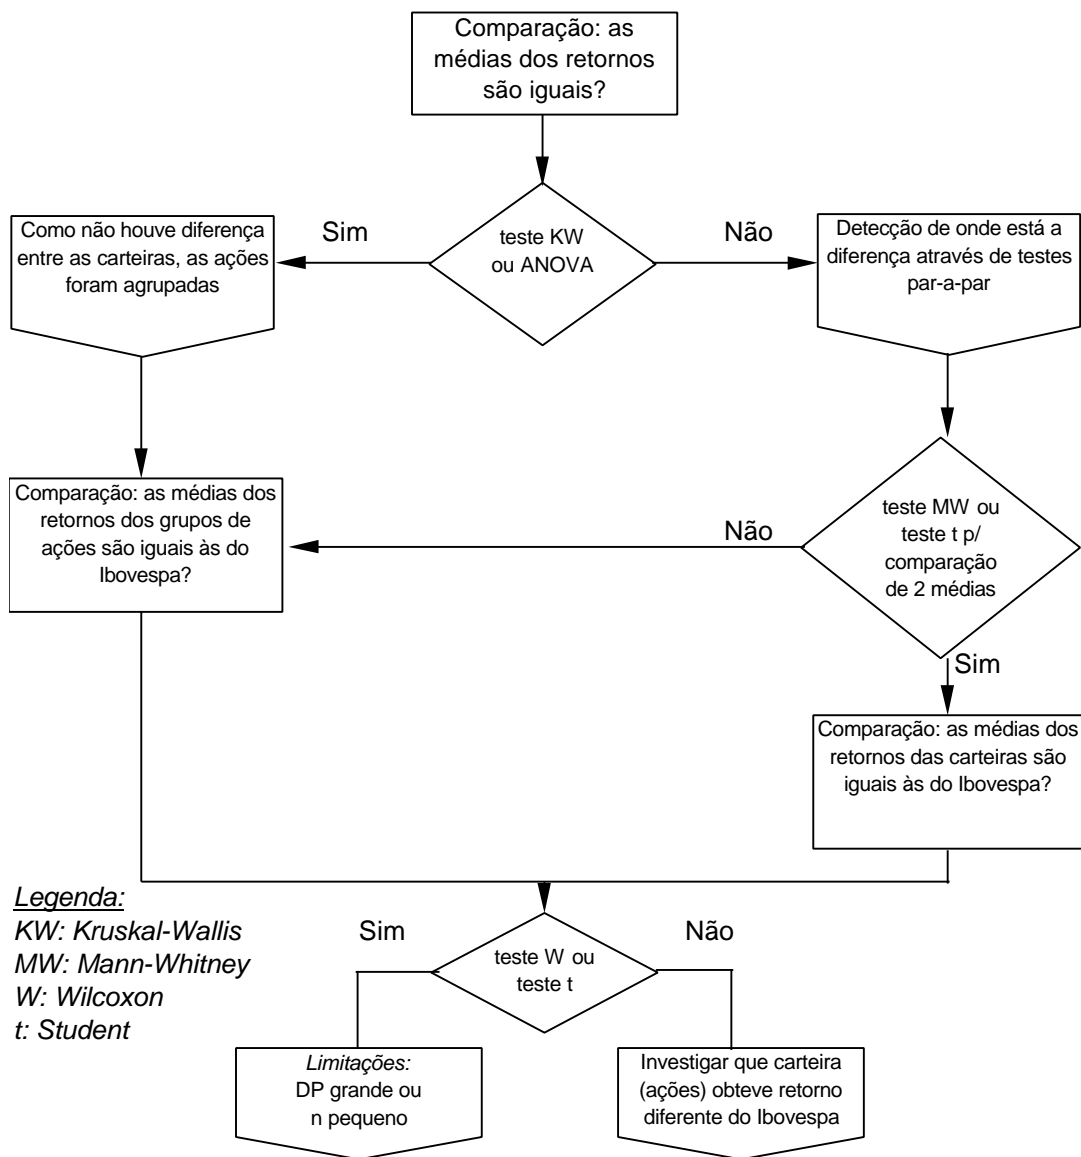 Comparação: as
médias dos retornos
são iguais?
Como não houve diferença
entre as carteiras, as ações
foram agrupadas
Sim
teste KW
ou ANOVA
Não
Detecção de onde está a
diferença através de testes
par-a-par
Comparação: as médias dos
retornos dos grupos de
ações são iguais às do
Ibovespa?
Não
teste MW ou
teste t p/
comparação
de 2 médias
Sim
Comparação: as médias dos
retornos das carteiras são
iguais às do Ibovespa?
Legenda:
KW: Kruskal-Wallis
MW: Mann-Whitney
W: Wilcoxon
t: Student
Sim
teste W ou
teste t
Não
Limitações:
DP grande ou
n pequeno
Investigar que carteira
(ações) obteve retorno
diferente do Ibovespa